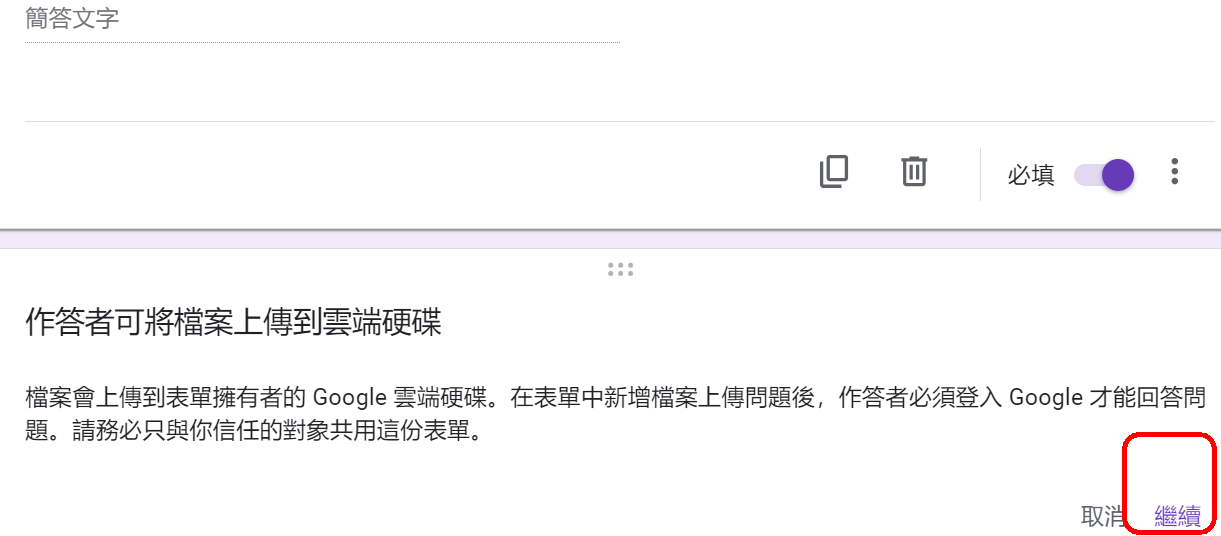 簡答文字
必填
作答者可將檔案上傳到雲端硬碟
檔案會上傳到表單擁有者的 Google 雲端硬碟。在表單中新增檔案上傳問題後，作答者必須登入 Google 才能回答問
題。請務必只與你信任的對象共用這份表單。
取消 繼續